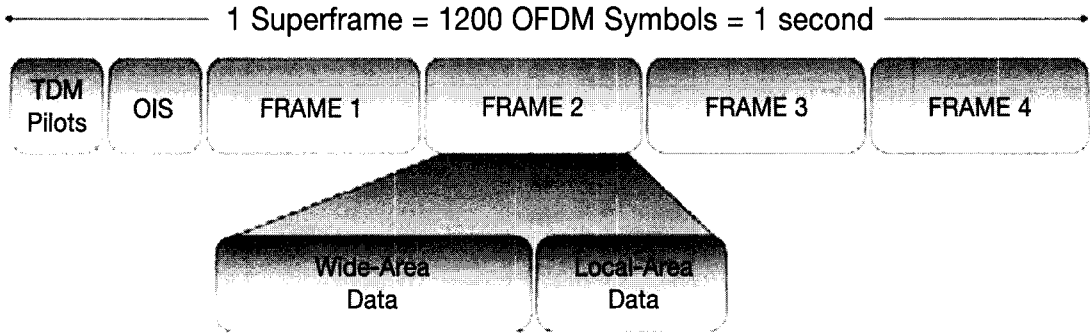 1 Superframe = 1200 OFDM Symbols = 1 second
TDM
Pilots
OIS
FRAME 1
FRAME 2
FRAME 3
FRAME 4
Wide-Area
Data
Local-Area
Data